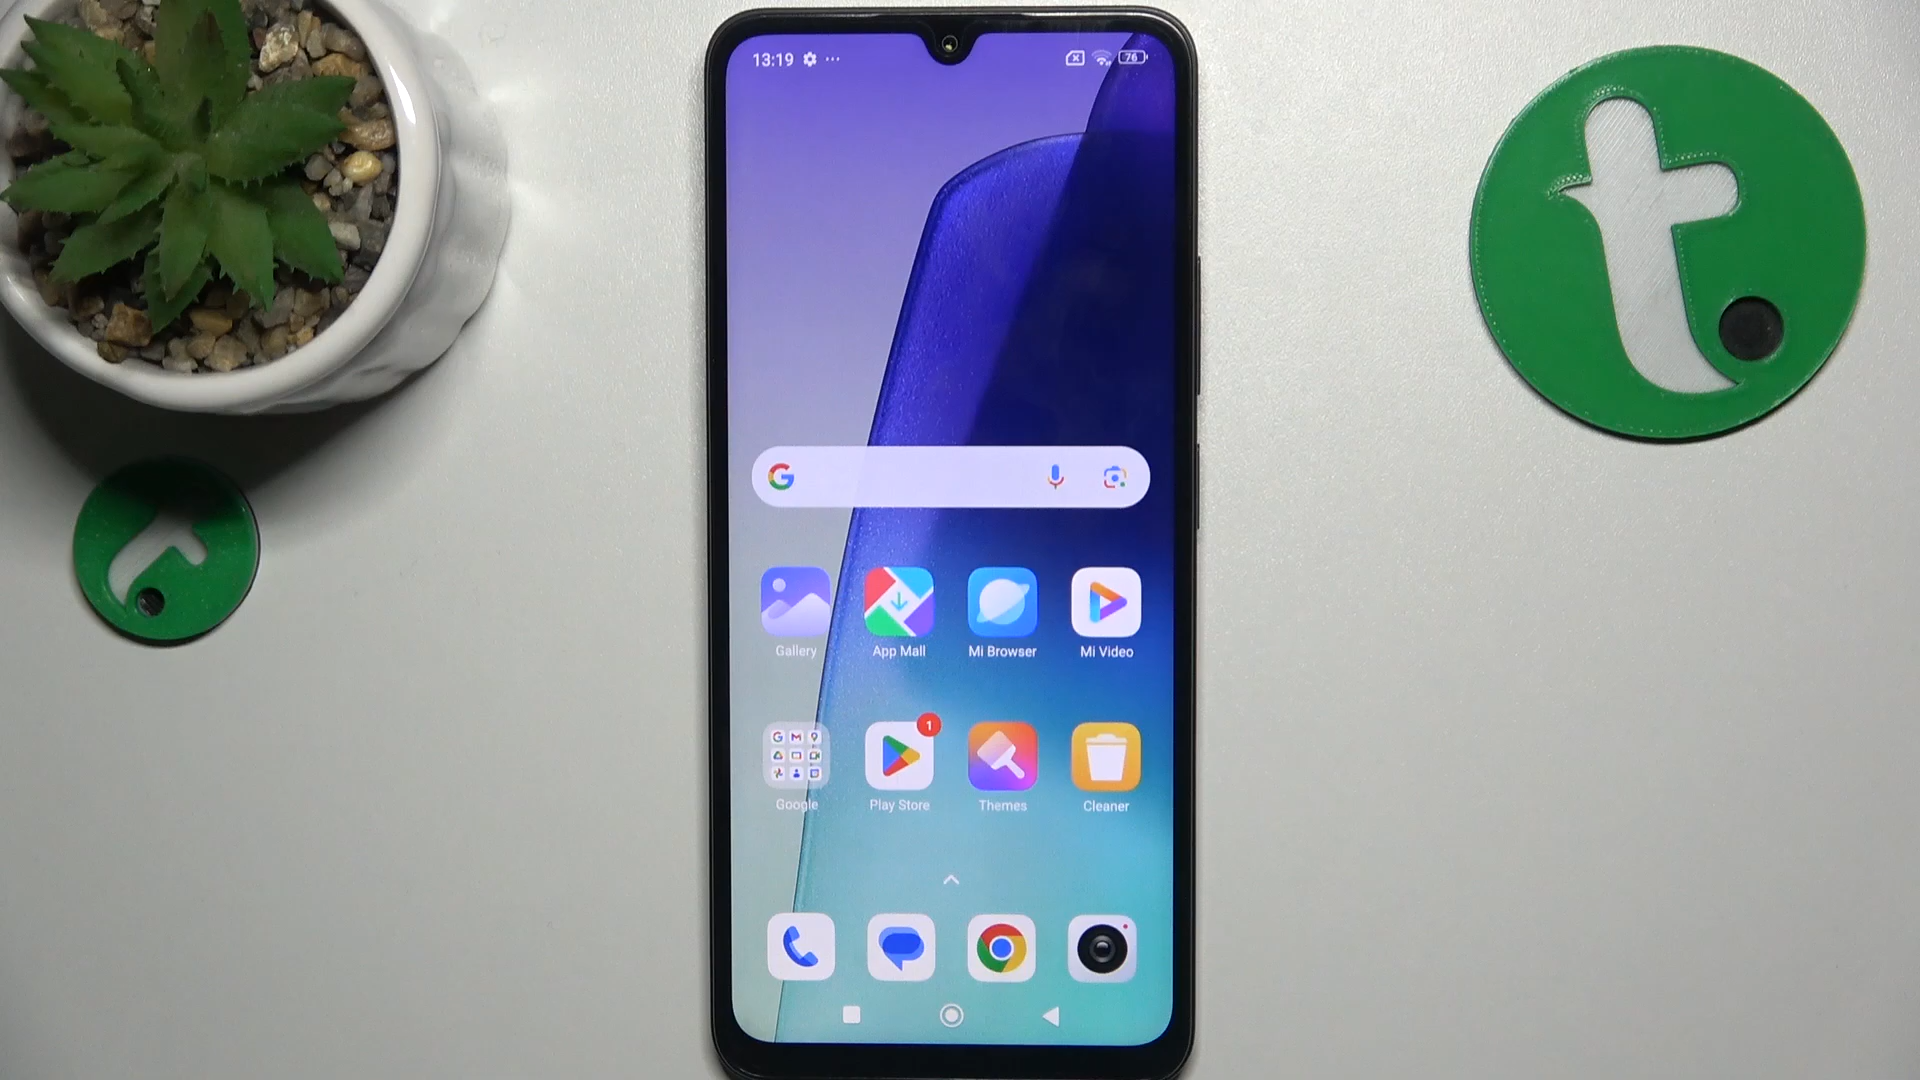 13:19
76
Gallery App Mall Mi Browser Mi Video
1
Google Play Store Themes Cleaner
t
t